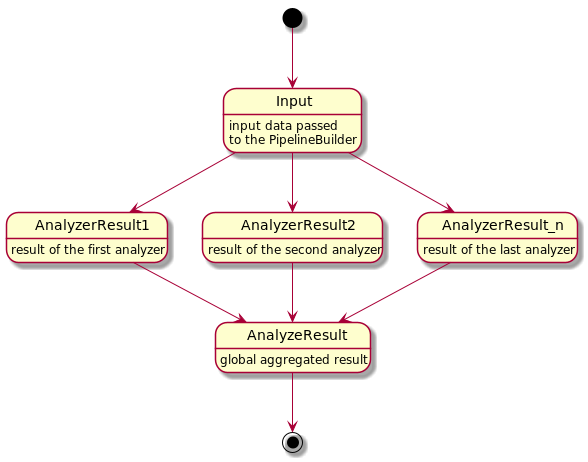 Input
input data passed
to the PipelineBuilder
AnalyzerResult1
result of the first analyzer
AnalyzerResult2
result of the second analyzer
AnalyzerResult_n
result of the last analyzer
AnalyzeResult
global aggregated result